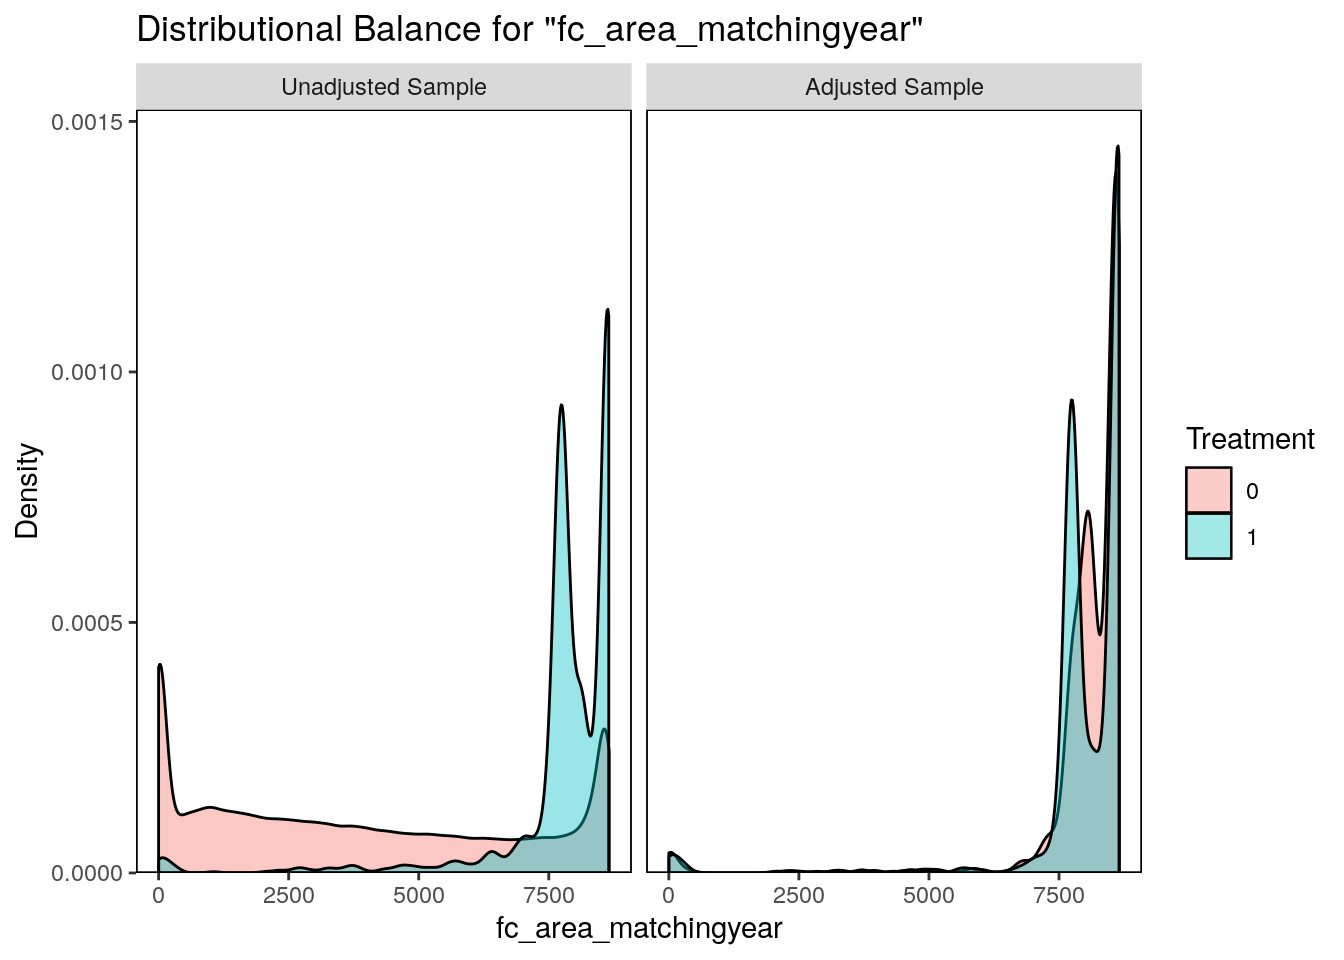 Distributional Balance for "fc_area_matchingyear"
Unadjusted Sample
Adjusted Sample
0.0015
0.0010
0.0005
0.0000
Density
0 2500 5000 7500
0 2500 5000 7500
fc_area_matchingyear
Treatment
0
1